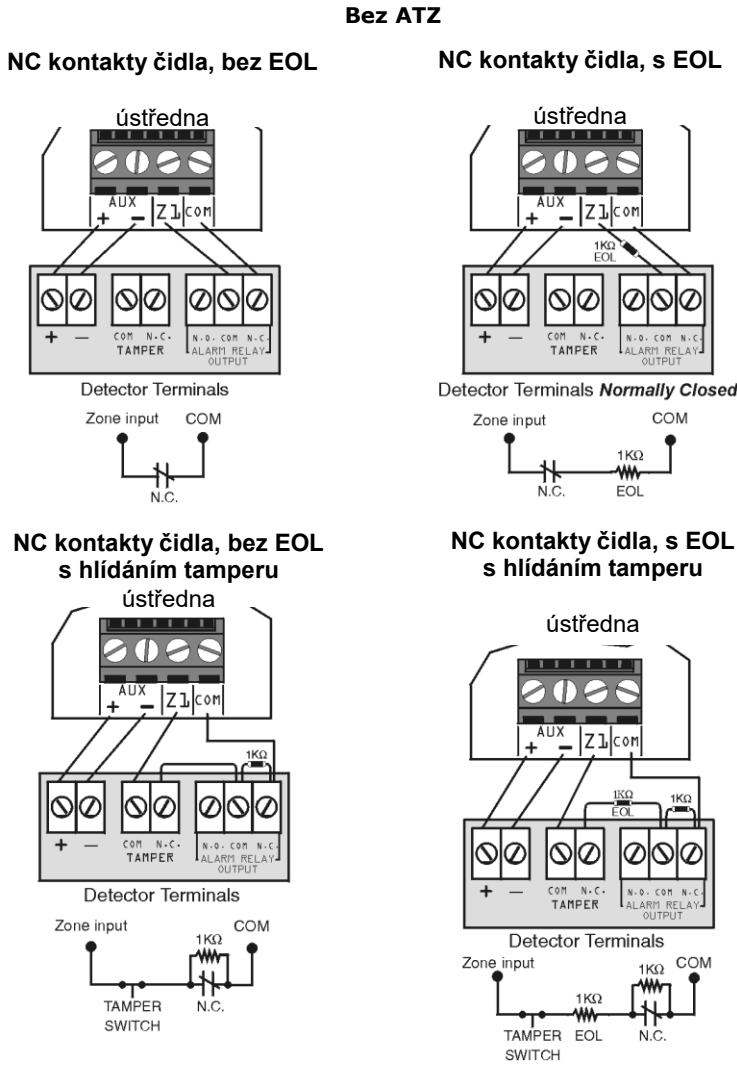 Bez ATZ
NC kontakty čidla, bez EOL
ústředna
AUX
+ − Z1 COM
+ −
COM N.C.
TAMPER
N.O. COM N.C.
ALARM RELAY
OUTPUT
Detector Terminals
Zone input COM
N.C.
NC kontakty čidla, s EOL
ústředna
AUX
+ − Z1 COM
1KΩ
EOL
+ −
COM N.C.
TAMPER
N.O. COM N.C.
ALARM RELAY
OUTPUT
Detector Terminals Normally Closed
Zone input COM
1KΩ
N.C. EOL
NC kontakty čidla, bez EOL
s hlídáním tamperu
ústředna
AUX
+ − Z1 COM
1KΩ
+ −
COM N.C.
TAMPER
N.O. COM N.C.
ALARM RELAY
OUTPUT
Detector Terminals
Zone input COM
1KΩ
TAMPER
SWITCH
N.C.
NC kontakty čidla, s EOL
s hlídáním tamperu
ústředna
AUX
+ − Z1 COM
1KΩ
EOL
1KΩ
+ −
COM N.C.
TAMPER
N.O. COM N.C.
ALARM RELAY
OUTPUT
Detector Terminals
Zone input COM
1KΩ
1KΩ
TAMPER
SWITCH
EOL
N.C.